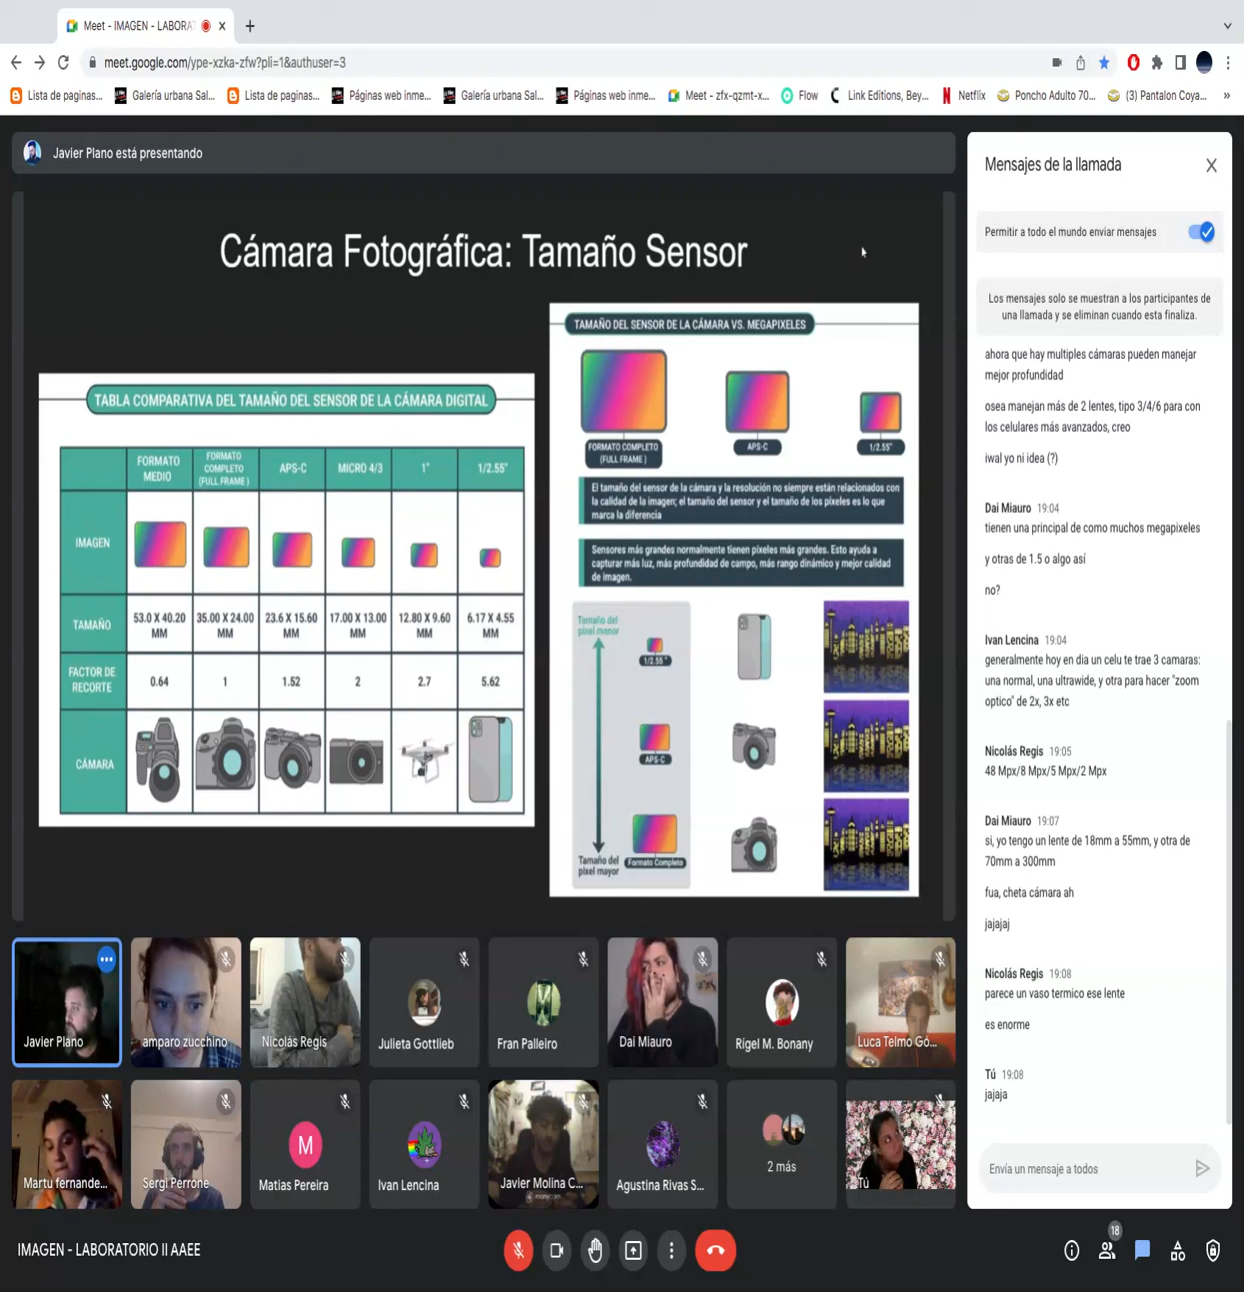 Meet - IMAGEN - LABORAT
meet.google.com/ype-xzka-zfw?pli=1&authuser=3
Lista de paginas...
Galería urbana Sal...
Lista de paginas...
Páginas web inme...
Galería urbana Sal...
Páginas web inme...
Meet - zfx-qzmt-x...
Flow
Link Editions, Bey...
Netflix
Poncho Adulto 70...
(3) Pantalon Coya...
»
Javier Plano está presentando
Cámara Fotográfica: Tamaño Sensor
TABLA COMPARATIVA DEL TAMAÑO DEL SENSOR DE LA CÁMARA DIGITAL
FORMATO MEDIO
FORMATO COMPLETO (FULL FRAME )
APS-C
MICRO 4/3
1"
1/2.55"
IMAGEN
TAMAÑO
53.0 X 40.20 MM
35.00 X 24.00 MM
23.6 X 15.60 MM
17.00 X 13.00 MM
12.80 X 9.60 MM
6.17 X 4.55 MM
FACTOR DE RECORTE
0.64
1
1.52
2
2.7
5.62
CÁMARA
TAMAÑO DEL SENSOR DE LA CÁMARA VS. MEGAPIXELES
FORMATO COMPLETO
(FULL FRAME )
APS-C
1/2.55"
El tamaño del sensor de la cámara y la resolución no siempre están relacionados con
la calidad de la imagen; el tamaño del sensor y el tamaño de los píxeles es lo que
marca la diferencia
Sensores más grandes normalmente tienen píxeles más grandes. Esto ayuda a
capturar más luz, más profundidad de campo, más rango dinámico y mejor calidad
de imagen.
Tamaño del
pixel menor
1/2.55 "
APS-C
Formato Completo
Tamaño del
pixel mayor
Mensajes de la llamada
Permitir a todo el mundo enviar mensajes
Los mensajes solo se muestran a los participantes de
una llamada y se eliminan cuando esta finaliza.
ahora que hay multiples cámaras pueden manejar
mejor profundidad
osea manejan más de 2 lentes, tipo 3/4/6 para con
los celulares más avanzados, creo
iwal yo ni idea (?)
Dai Miauro 19:04
tienen una principal de como muchos megapixeles
y otras de 1.5 o algo así
no?
Ivan Lencina 19:04
generalmente hoy en dia un celu te trae 3 camaras:
una normal, una ultrawide, y otra para hacer "zoom
optico" de 2x, 3x etc
Nicolás Regis 19:05
48 Mpx/8 Mpx/5 Mpx/2 Mpx
Dai Miauro 19:07
si, yo tengo un lente de 18mm a 55mm, y otra de
70mm a 300mm
fua, cheta cámara ah
jajajaj
Nicolás Regis 19:08
parece un vaso termico ese lente
es enorme
Tú 19:08
jajaja
Envía un mensaje a todos
Javier Plano
amparo zucchino
Nicolás Regis
Julieta Gottlieb
Fran Palleiro
Dai Miauro
Rigel M. Bonany
Luca Telmo Gó...
Martu fernande...
Sergi Perrone
M
Matias Pereira
Ivan Lencina
Javier Molina C...
Agustina Rivas S...
2 más
Tú
IMAGEN - LABORATORIO II AAEE
18